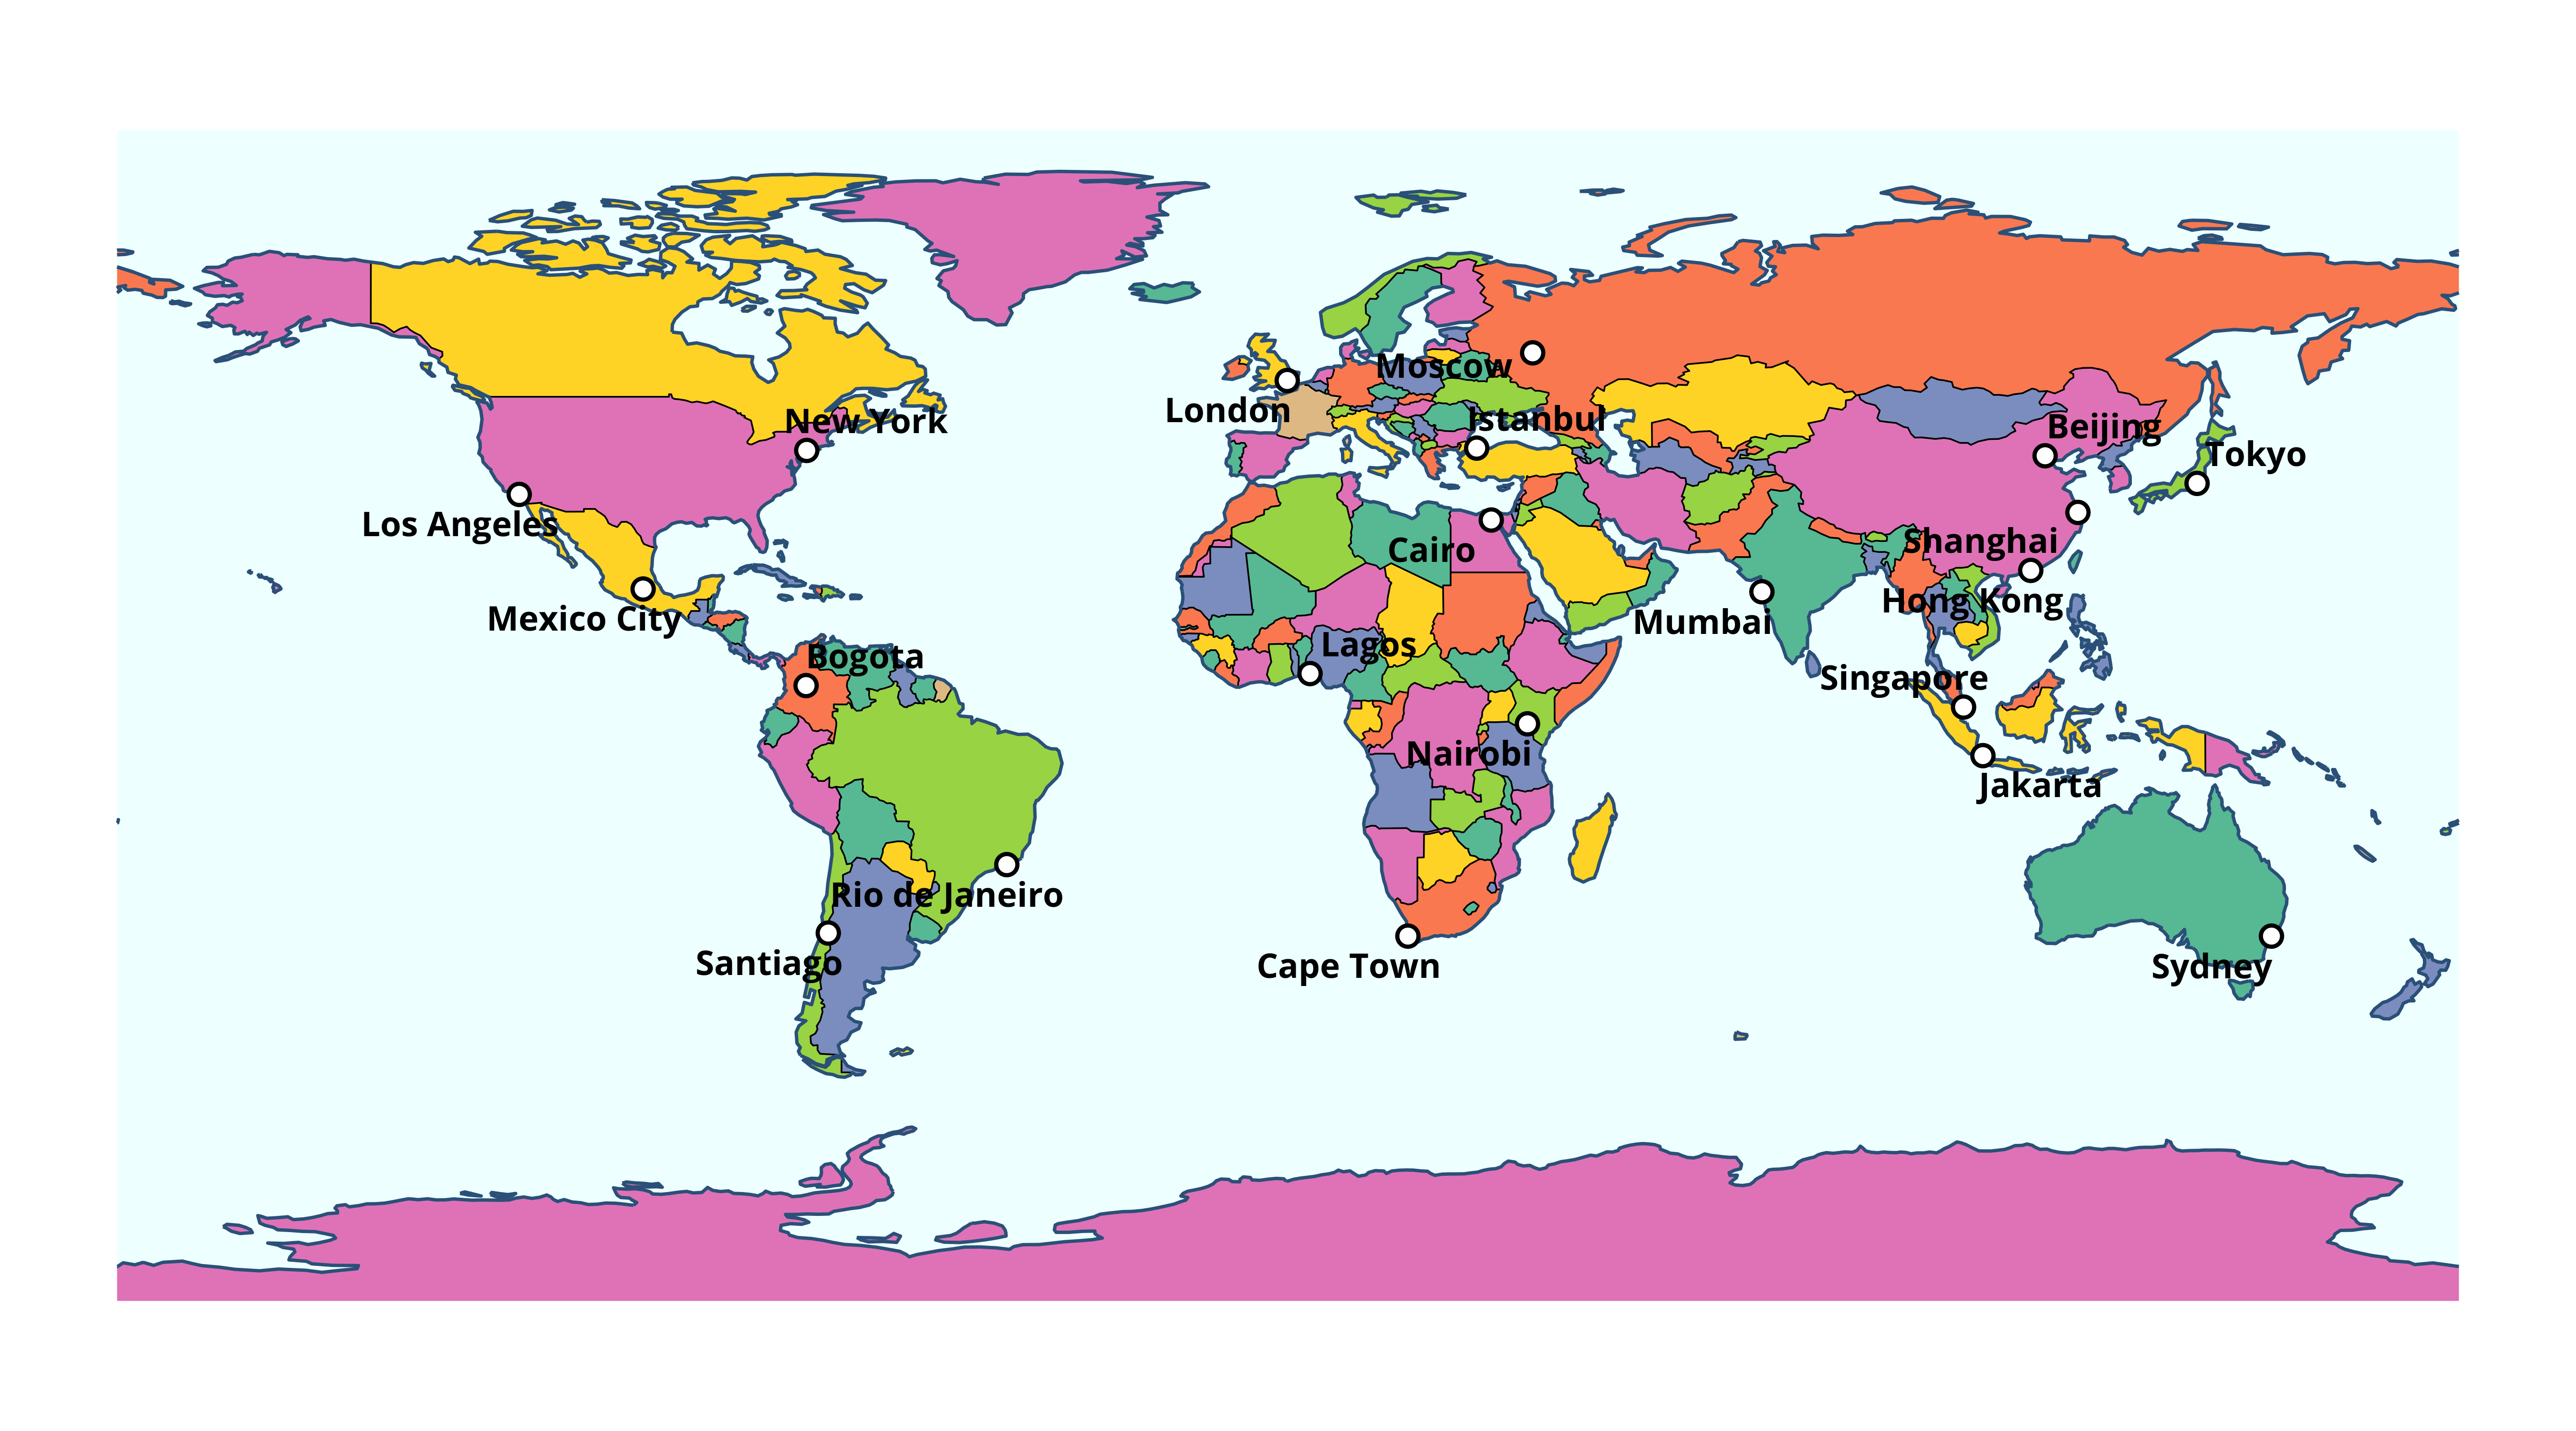 Moscow
London
New York
Istanbul
Beijing
Tokyo
Los Angeles
Cairo
Shanghai
Mexico City
Mumbai
Hong Kong
Lagos
Bogota
Singapore
Nairobi
Jakarta
Rio de Janeiro
Santiago
Cape Town
Sydney